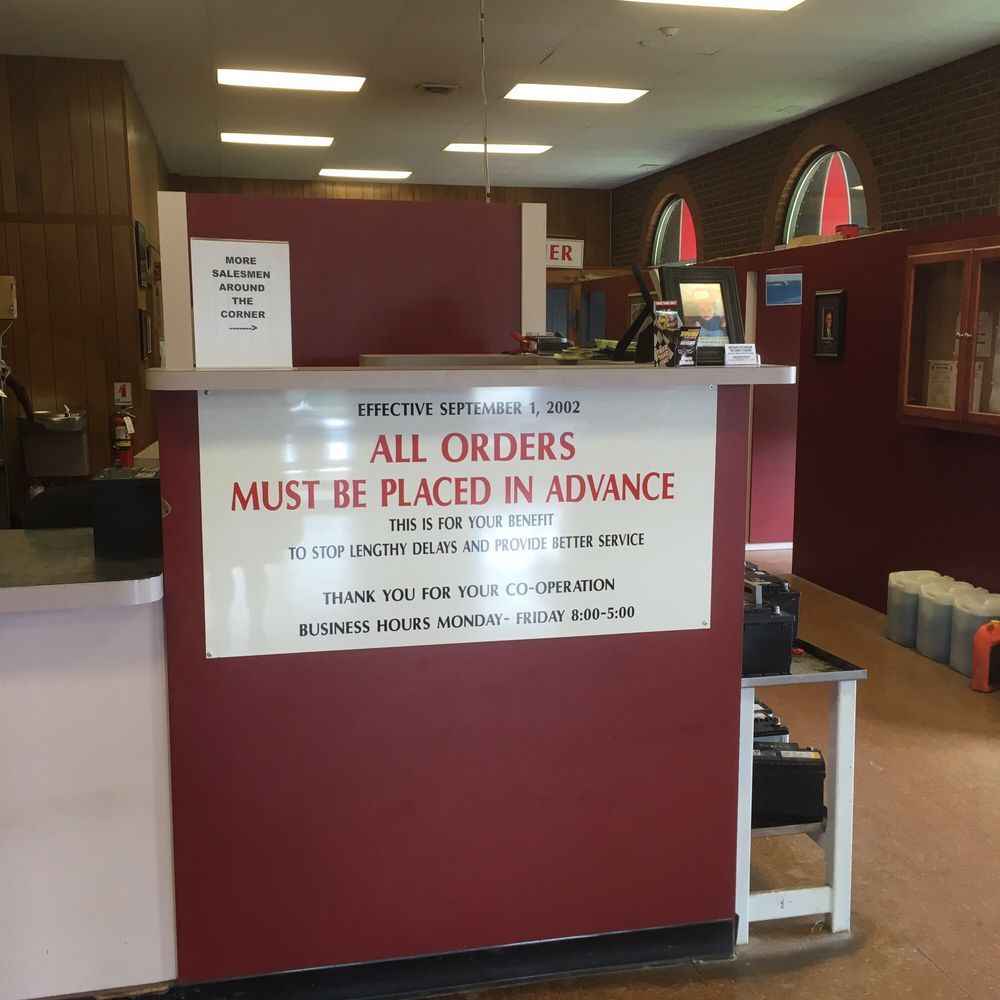 MORE
SALESMEN
AROUND
THE
CORNER
------->
ER
EFFECTIVE SEPTEMBER 1, 2002
ALL ORDERS
MUST BE PLACED IN ADVANCE
THIS IS FOR YOUR BENEFIT
TO STOP LENGTHY DELAYS AND PROVIDE BETTER SERVICE
THANK YOU FOR YOUR CO-OPERATION
BUSINESS HOURS MONDAY- FRIDAY 8:00-5:00